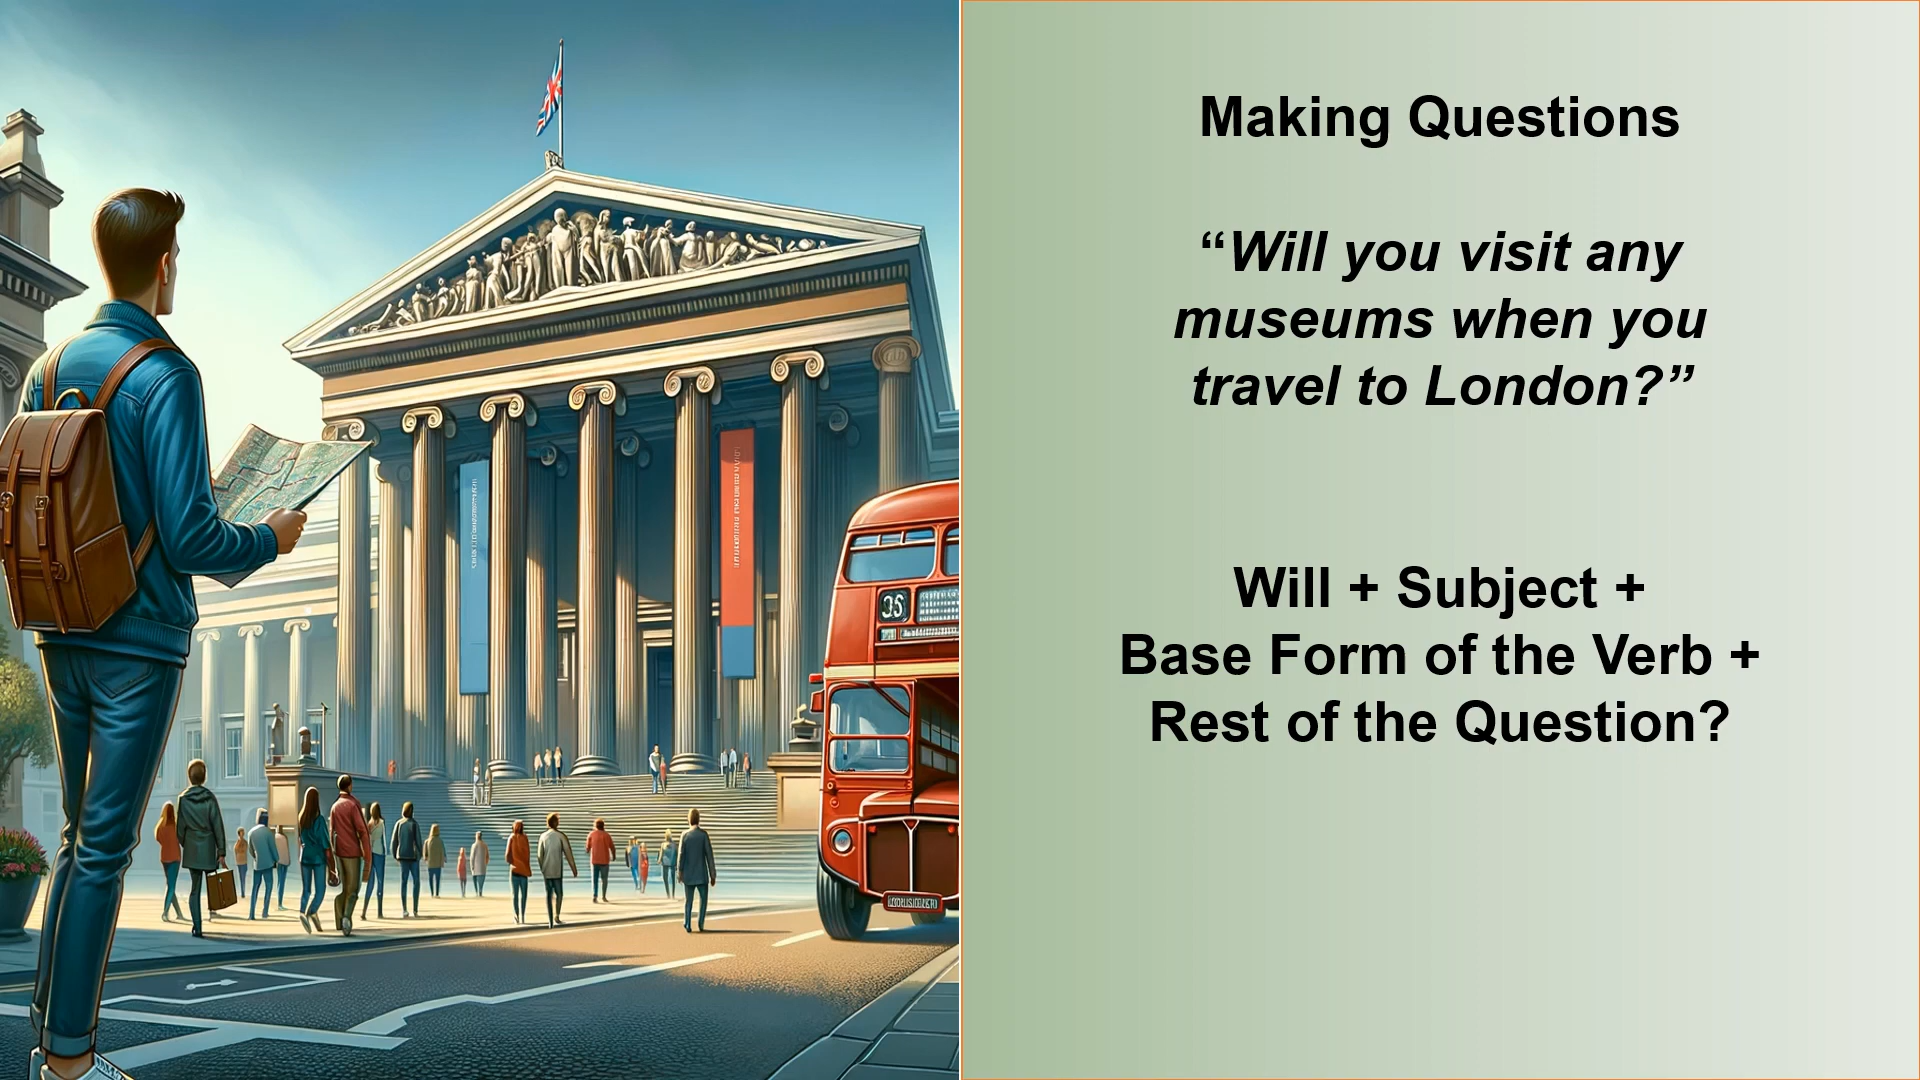 Making Questions
“Will you visit any
museums when you
travel to London?”
Will + Subject +
Base Form of the Verb +
Rest of the Question?
35